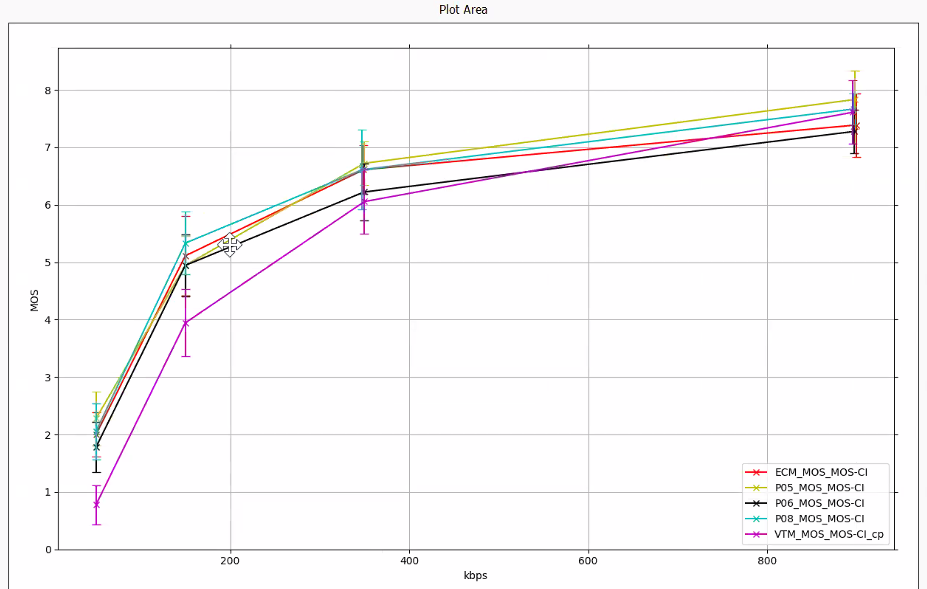 Plot Area
8
7
6
5
4
3
2
1
0
MOS
200
400
600
800
kbps
ECM_MOS_MOS-CI
P05_MOS_MOS-CI
P06_MOS_MOS-CI
P08_MOS_MOS-CI
VTM_MOS_MOS-CI_cp